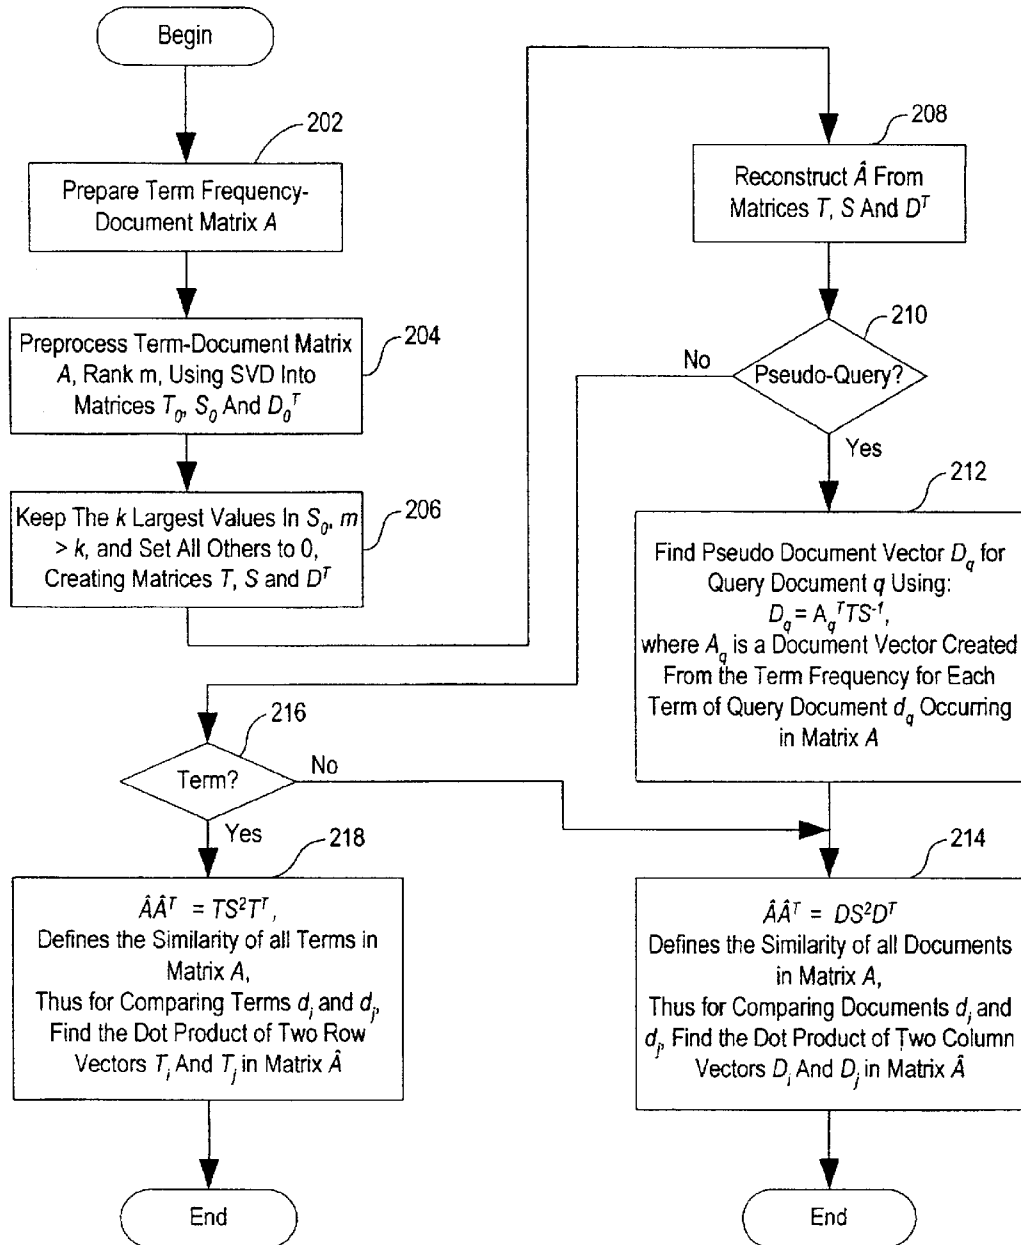 Begin
202
Prepare Term Frequency-
Document Matrix A
204
Preprocess Term-Document Matrix
A, Rank m, Using SVD Into
Matrices T₀, S₀ And D₀ᵀ
206
Keep The k Largest Values In S₀, m
> k, and Set All Others to 0,
Creating Matrices T, S and Dᵀ
208
Reconstruct Â From
Matrices T, S And Dᵀ
210
Pseudo-Query?
No
Yes
212
Find Pseudo Document Vector D_q for
Query Document q Using:
D_q = A_qᵀTS⁻¹,
where A_q is a Document Vector Created
From the Term Frequency for Each
Term of Query Document d_q Occurring
in Matrix A
216
Term?
No
Yes
218
ÂÂᵀ = TS²Tᵀ,
Defines the Similarity of all Terms in
Matrix A,
Thus for Comparing Terms dᵢ and dⱼ,
Find the Dot Product of Two Row
Vectors Tᵢ And Tⱼ in Matrix Â
End
214
ÂÂᵀ = DS²Dᵀ
Defines the Similarity of all Documents
in Matrix A,
Thus for Comparing Documents dᵢ and
dⱼ, Find the Dot Product of Two Column
Vectors Dᵢ And Dⱼ in Matrix Â
End